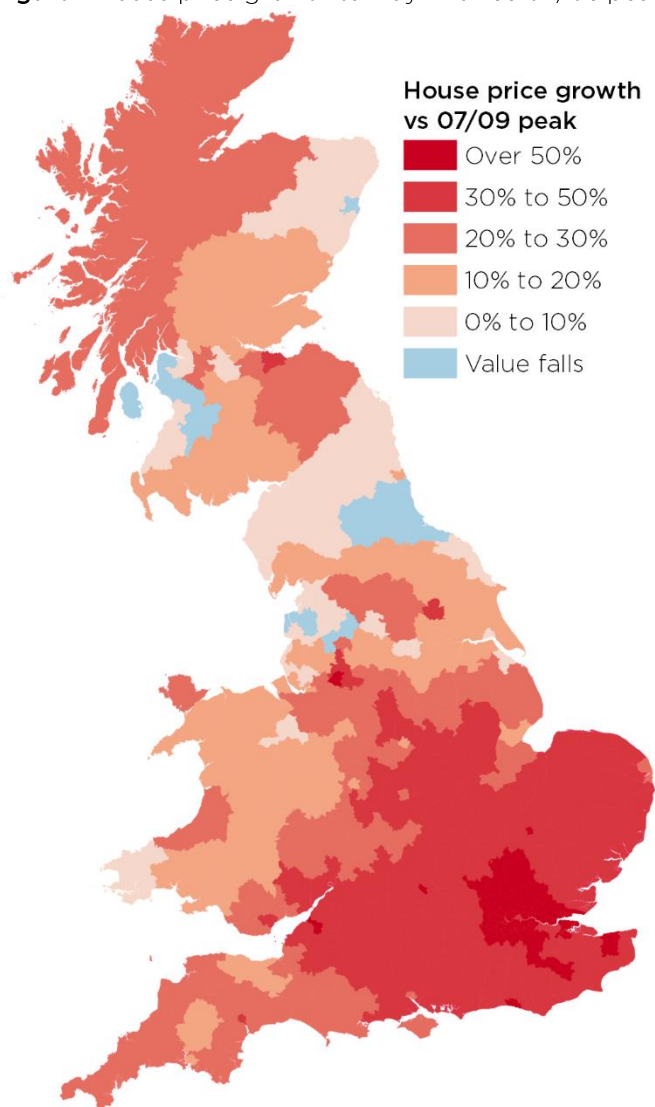 House price growth
vs 07/09 peak
Over 50%
30% to 50%
20% to 30%
10% to 20%
0% to 10%
Value falls